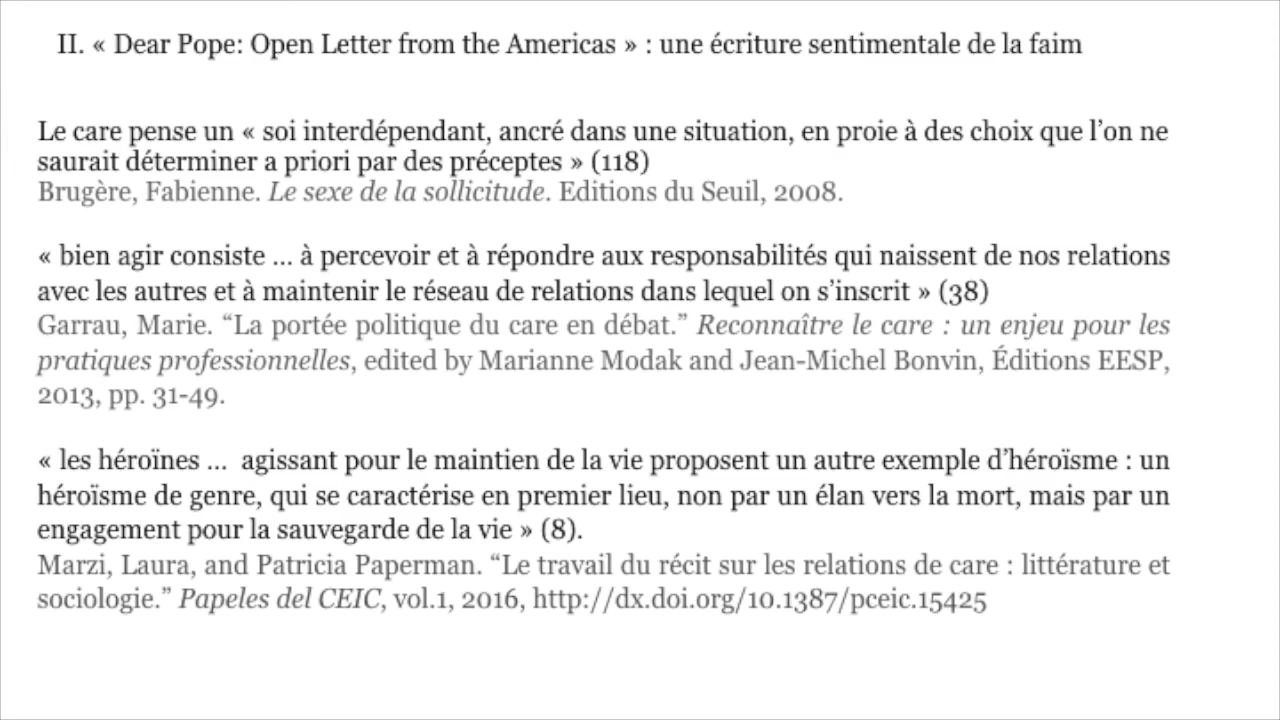 II. « Dear Pope: Open Letter from the Americas » : une écriture sentimentale de la faim
Le care pense un « soi interdépendant, ancré dans une situation, en proie à des choix que l’on ne
saurait déterminer a priori par des préceptes » (118)
Brugère, Fabienne. Le sexe de la sollicitude. Editions du Seuil, 2008.
« bien agir consiste ... à percevoir et à répondre aux responsabilités qui naissent de nos relations
avec les autres et à maintenir le réseau de relations dans lequel on s’inscrit » (38)
Garrau, Marie. “La portée politique du care en débat.” Reconnaître le care : un enjeu pour les
pratiques professionnelles, edited by Marianne Modak and Jean-Michel Bonvin, Éditions EESP,
2013, pp. 31-49.
« les héroïnes ... agissant pour le maintien de la vie proposent un autre exemple d’héroïsme : un
héroïsme de genre, qui se caractérise en premier lieu, non par un élan vers la mort, mais par un
engagement pour la sauvegarde de la vie » (8).
Marzi, Laura, and Patricia Paperman. “Le travail du récit sur les relations de care : littérature et
sociologie.” Papeles del CEIC, vol.1, 2016, http://dx.doi.org/10.1387/pceic.15425